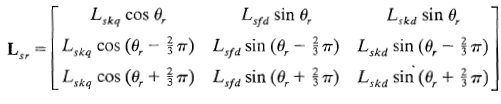 L_skq cos θ_r L_sfd sin θ_r L_skd sin θ_r
L_sr = L_skq cos (θ_r − 2/3 π) L_sfd sin (θ_r − 2/3 π) L_skd sin (θ_r − 2/3 π)
L_skq cos (θ_r + 2/3 π) L_sfd sin (θ_r + 2/3 π) L_skd sin (θ_r + 2/3 π)